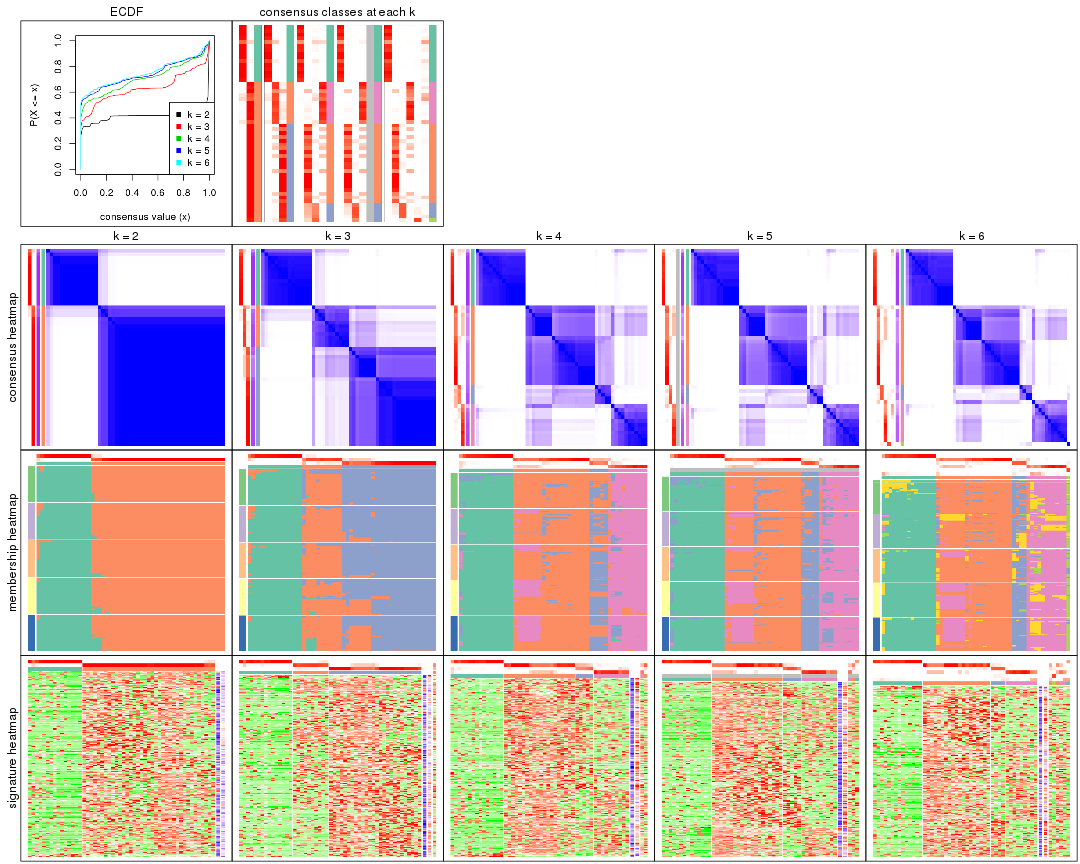 ECDF
consensus classes at each k
P(X <= x)
0.0
0.2
0.4
0.6
0.8
1.0
k = 2
k = 3
k = 4
k = 5
k = 6
0.0 0.2 0.4 0.6 0.8 1.0
consensus value (x)
k = 2
k = 3
k = 4
k = 5
k = 6
consensus heatmap
membership heatmap
signature heatmap